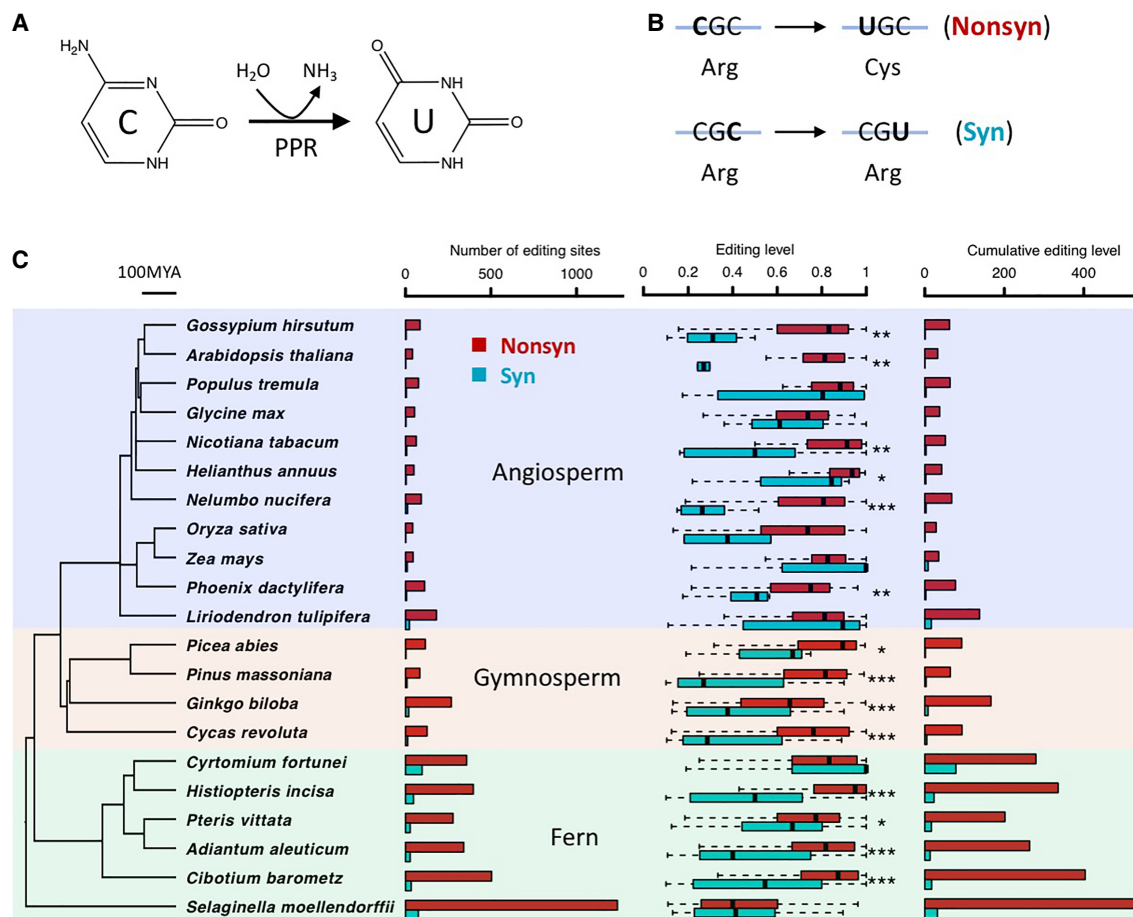 A
H₂N
N
C
O
NH
H₂O NH₃
PPR
O
NH
U
O
NH
B
CGC UGC (Nonsyn)
Arg Cys
CGC CGU (Syn)
Arg Arg
C
100MYA
Number of editing sites
0 500 1000
Editing level
0 0.2 0.4 0.6 0.8 1
Cumulative editing level
0 200 400
Nonsyn
Syn
Angiosperm
Gymnosperm
Fern
Gossypium hirsutum **
Arabidopsis thaliana **
Populus tremula
Glycine max
Nicotiana tabacum **
Helianthus annuus *
Nelumbo nucifera ***
Oryza sativa
Zea mays
Phoenix dactylifera **
Liriodendron tulipifera
Picea abies *
Pinus massoniana ***
Ginkgo biloba ***
Cycas revoluta ***
Cyrtomium fortunei
Histiopteris incisa ***
Pteris vittata *
Adiantum aleuticum ***
Cibotium barometz ***
Selaginella moellendorffii